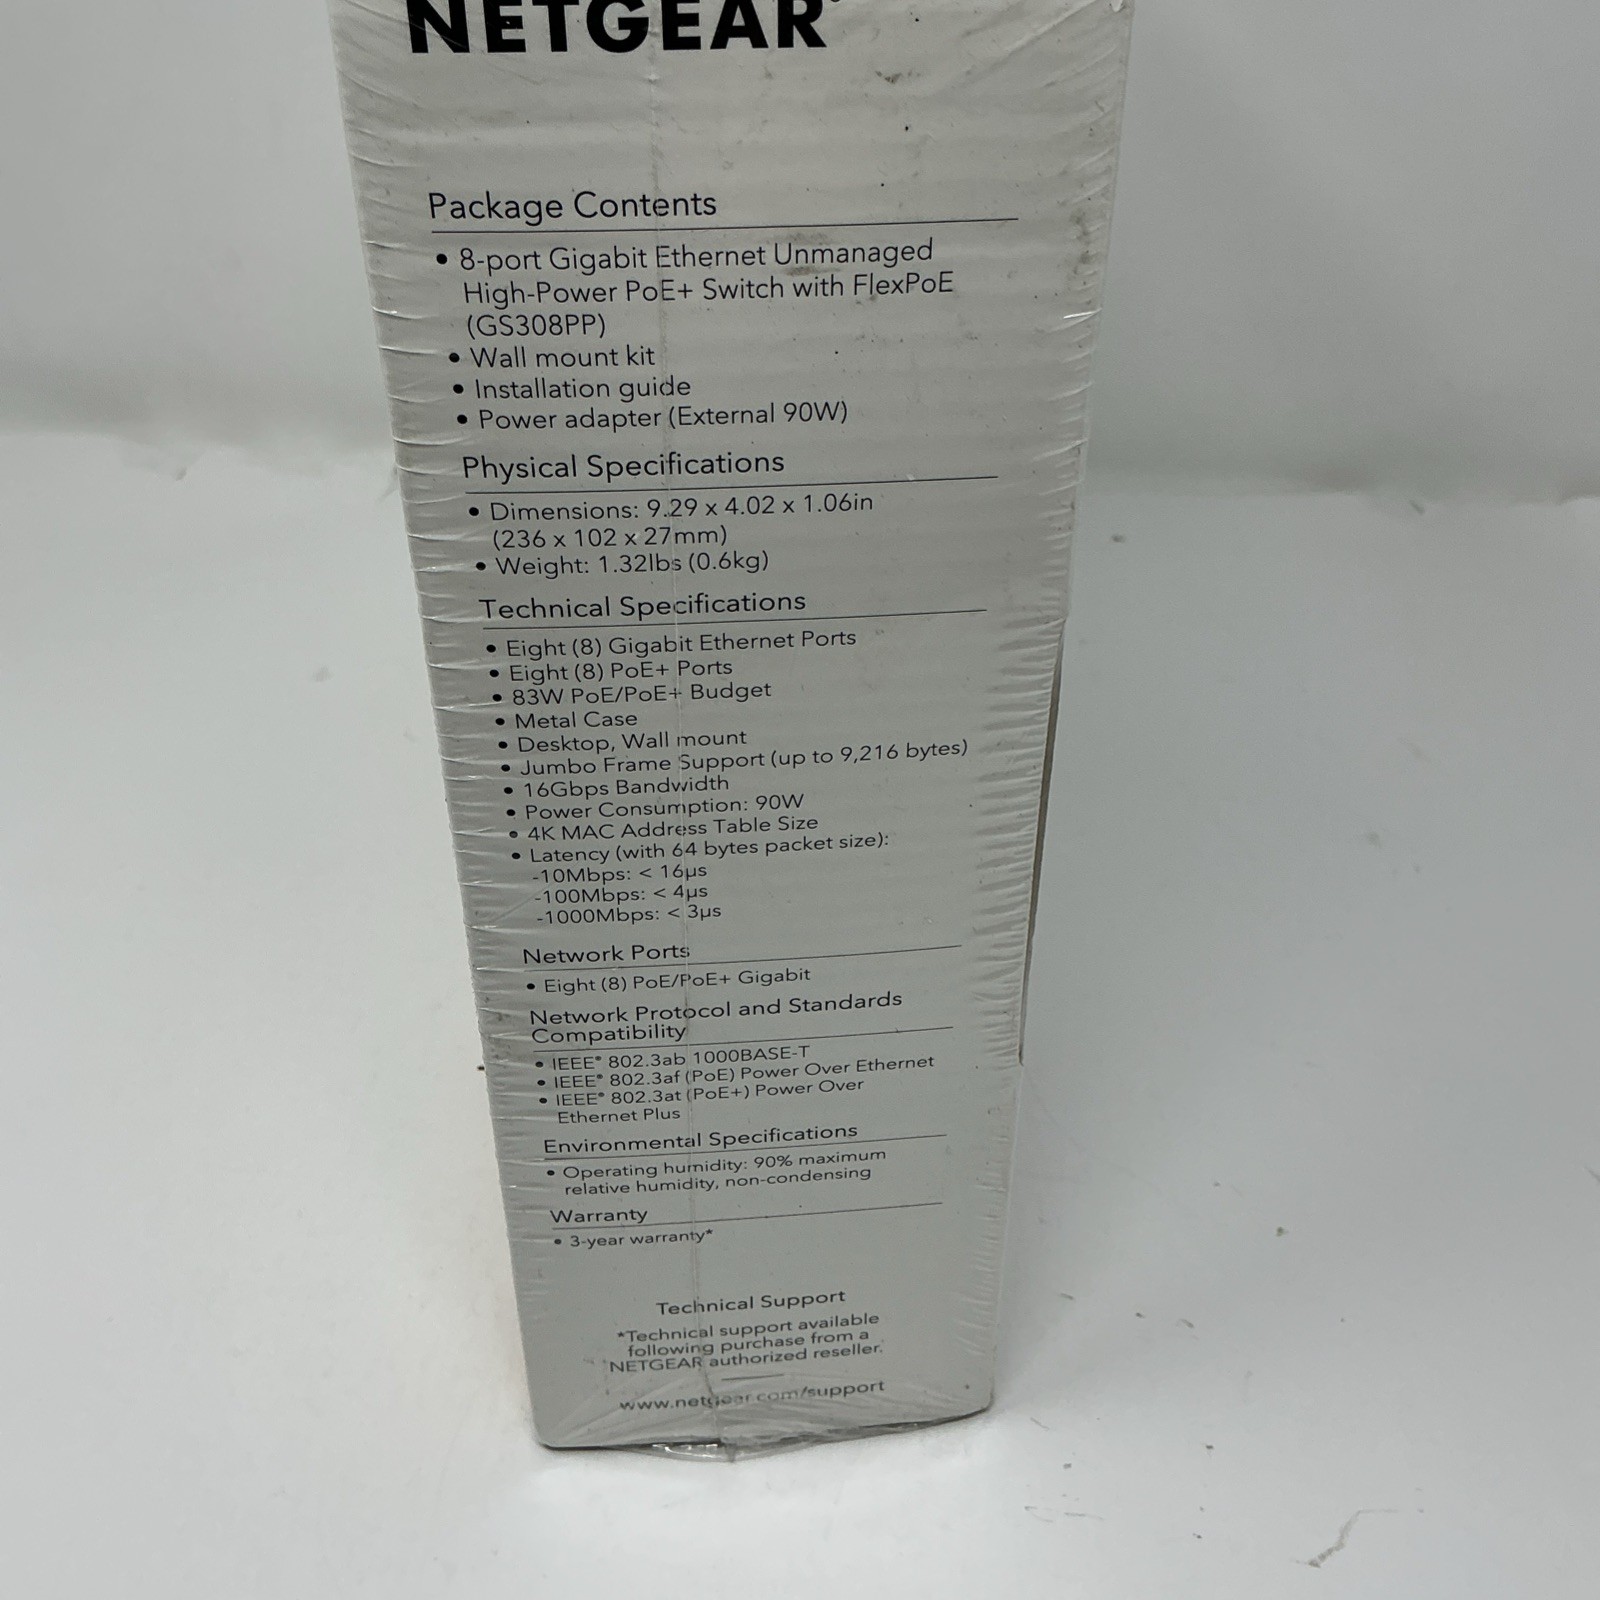 NETGEAR®
Package Contents
• 8-port Gigabit Ethernet Unmanaged
High-Power PoE+ Switch with FlexPoE
(GS308PP)
• Wall mount kit
• Installation guide
• Power adapter (External 90W)
Physical Specifications
• Dimensions: 9.29 x 4.02 x 1.06in
(236 x 102 x 27mm)
• Weight: 1.32lbs (0.6kg)
Technical Specifications
• Eight (8) Gigabit Ethernet Ports
• Eight (8) PoE+ Ports
• 83W PoE/PoE+ Budget
• Metal Case
• Desktop, Wall mount
• Jumbo Frame Support (up to 9,216 bytes)
• 16Gbps Bandwidth
• Power Consumption: 90W
• 4K MAC Address Table Size
• Latency (with 64 bytes packet size):
-10Mbps: < 16µs
-100Mbps: < 4µs
-1000Mbps: < 3µs
Network Ports
• Eight (8) PoE/PoE+ Gigabit
Network Protocol and Standards
Compatibility
• IEEE® 802.3ab 1000BASE-T
• IEEE® 802.3af (PoE) Power Over Ethernet
• IEEE® 802.3at (PoE+) Power Over
Ethernet Plus
Environmental Specifications
• Operating humidity: 90% maximum
relative humidity, non-condensing
Warranty
• 3-year warranty*
Technical Support
*Technical support available
following purchase from a
NETGEAR authorized reseller.
www.netgear.com/support